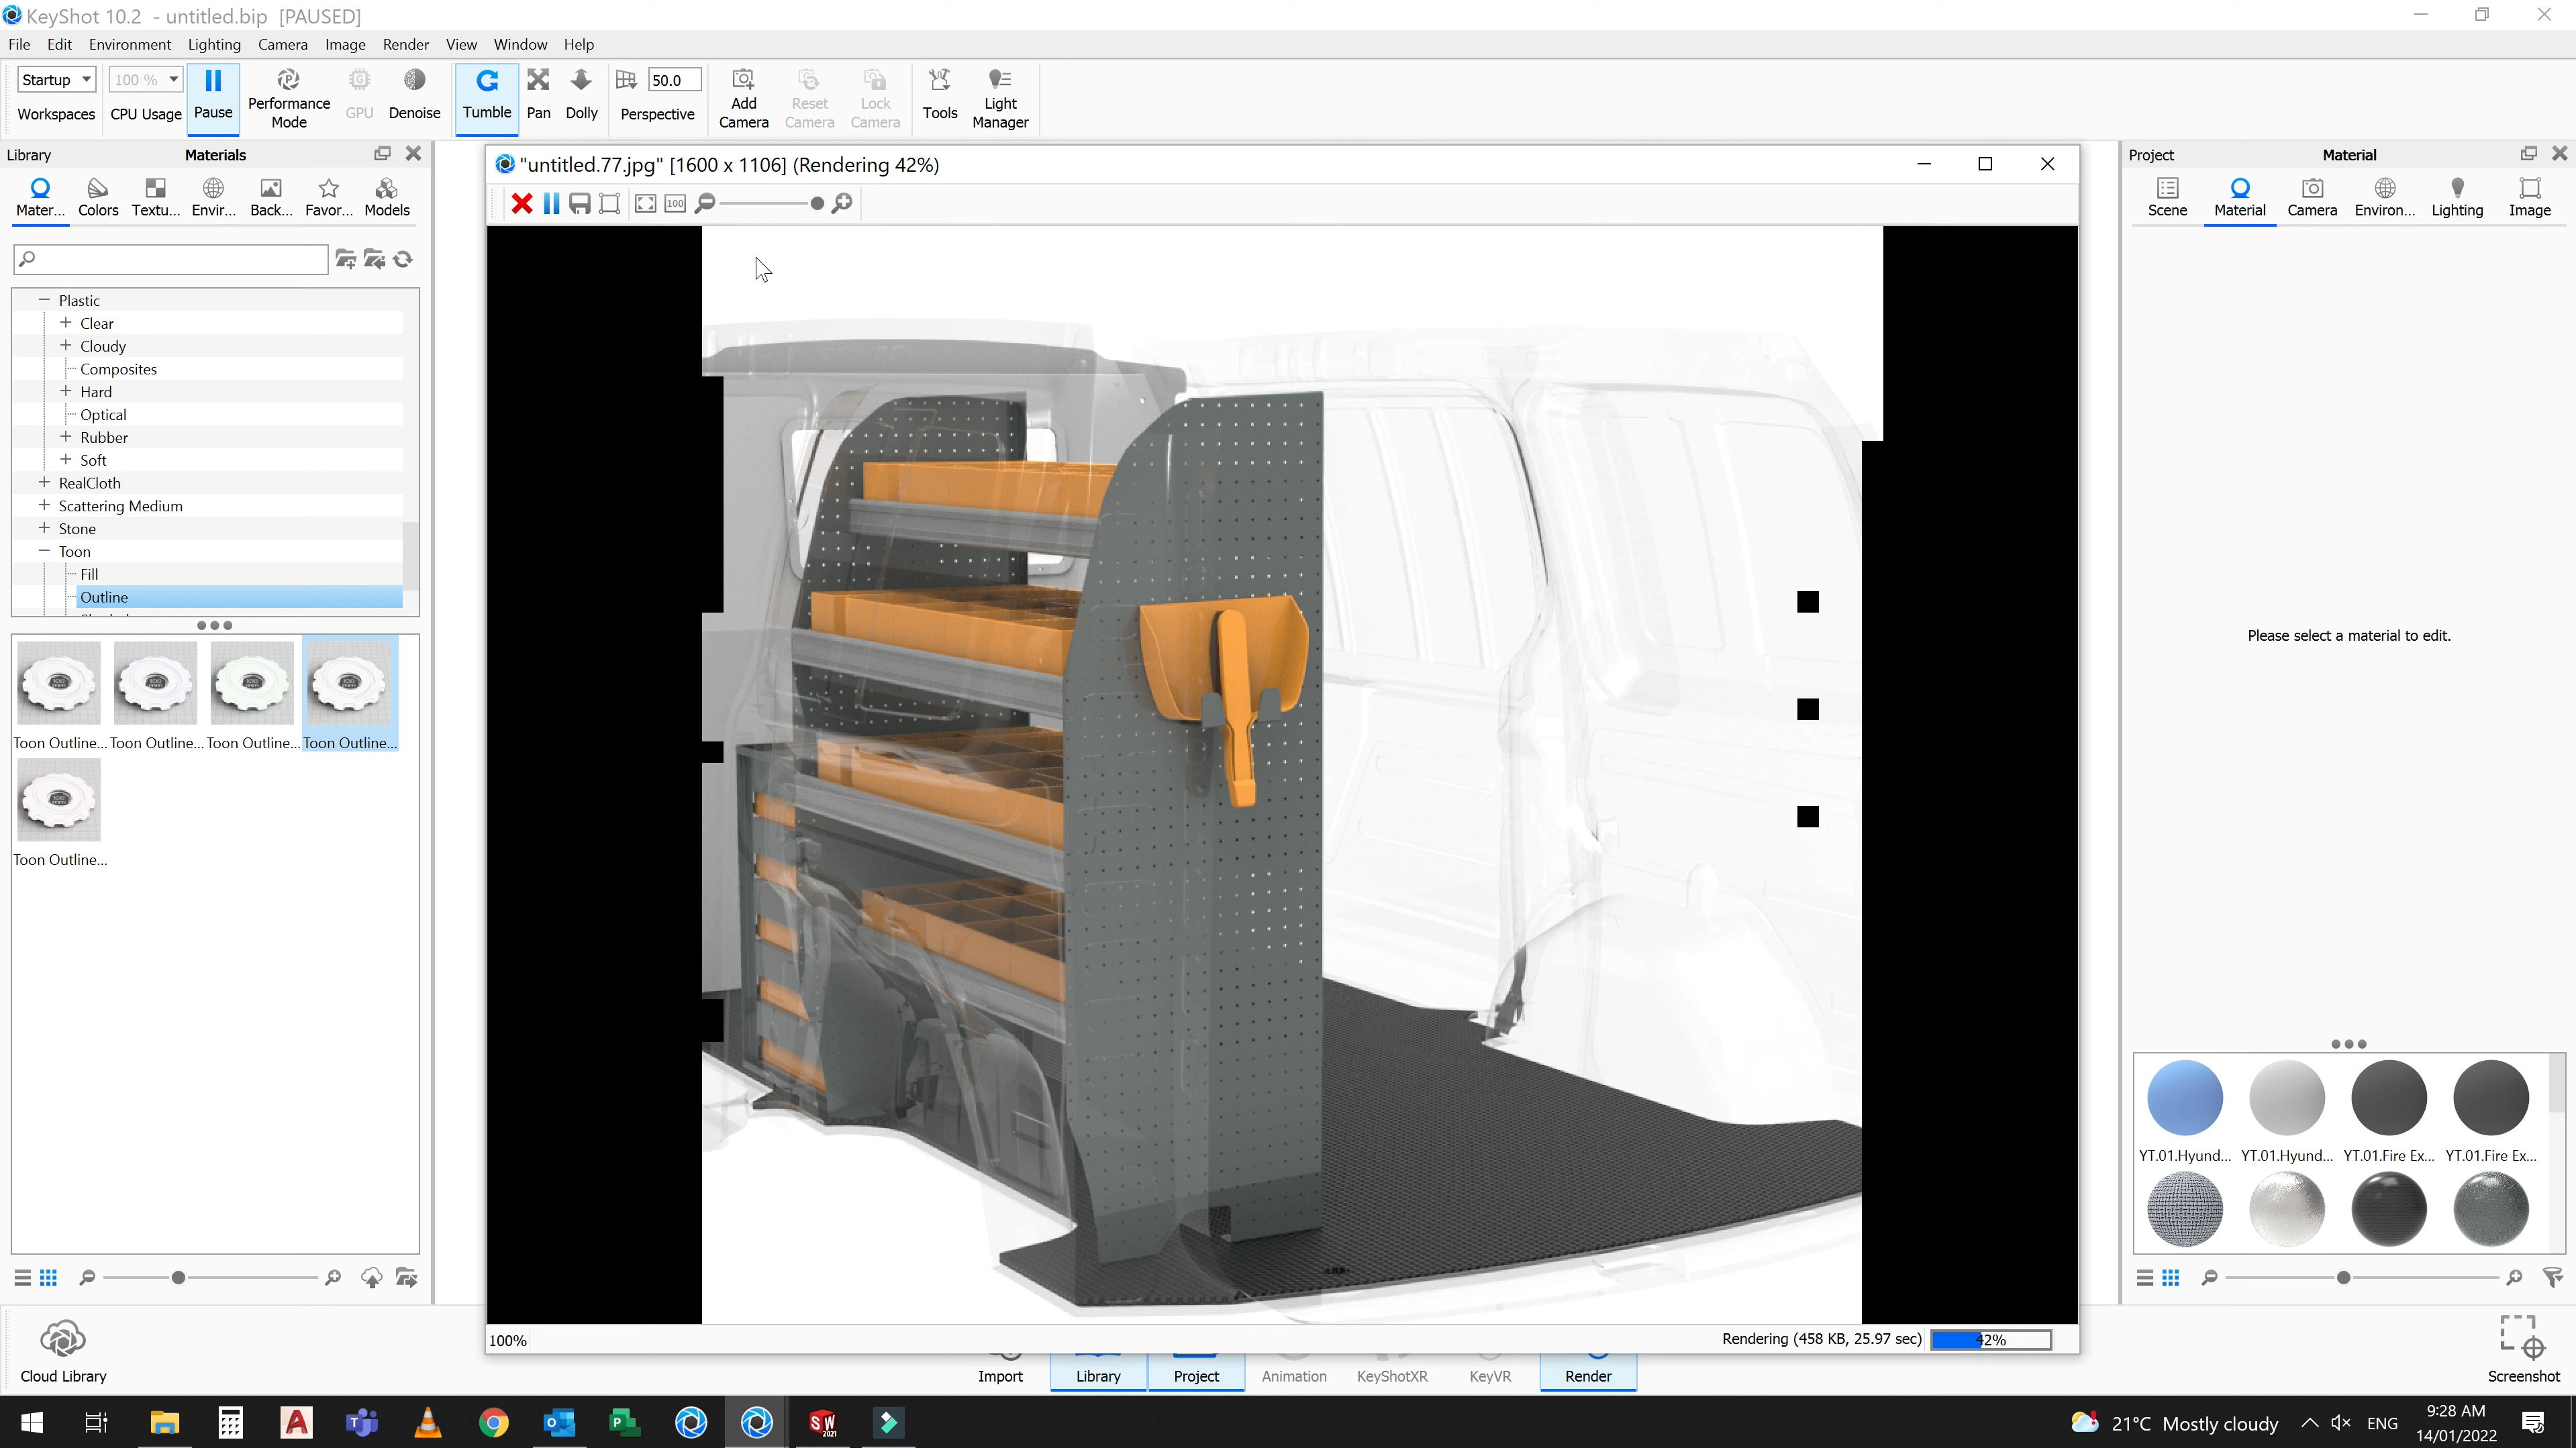 KeyShot 10.2 - untitled.bip [PAUSED]
File Edit Environment Lighting Camera Image Render View Window Help
Startup 100 % 50.0
Workspaces CPU Usage Pause Performance Mode GPU Denoise Tumble Pan Dolly Perspective Add Camera Reset Camera Lock Camera Tools Light Manager
Library Materials
Mater... Colors Textu... Envir... Back... Favor... Models
Plastic
Clear
Cloudy
Composites
Hard
Optical
Rubber
Soft
RealCloth
Scattering Medium
Stone
Toon
Fill
Outline
Toon Outline... Toon Outline... Toon Outline... Toon Outline...
Toon Outline...
Cloud Library
"untitled.77.jpg" [1600 x 1106] (Rendering 42%)
100
100% Rendering (458 KB, 25.97 sec) 42%
Project Material
Scene Material Camera Environ... Lighting Image
Please select a material to edit.
YT.01.Hyund... YT.01.Hyund... YT.01.Fire Ex... YT.01.Fire Ex...
Import Library Project Animation KeyShotXR KeyVR Render
Screenshot
21°C Mostly cloudy ENG 9:28 AM
14/01/2022